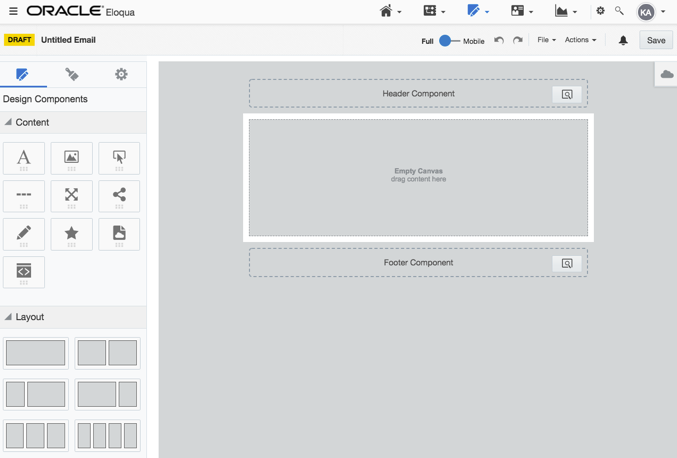 ORACLE Eloqua
KA
DRAFT Untitled Email
Full Mobile File Actions Save
Design Components
Content
A
Layout
Header Component
Empty Canvas
drag content here
Footer Component